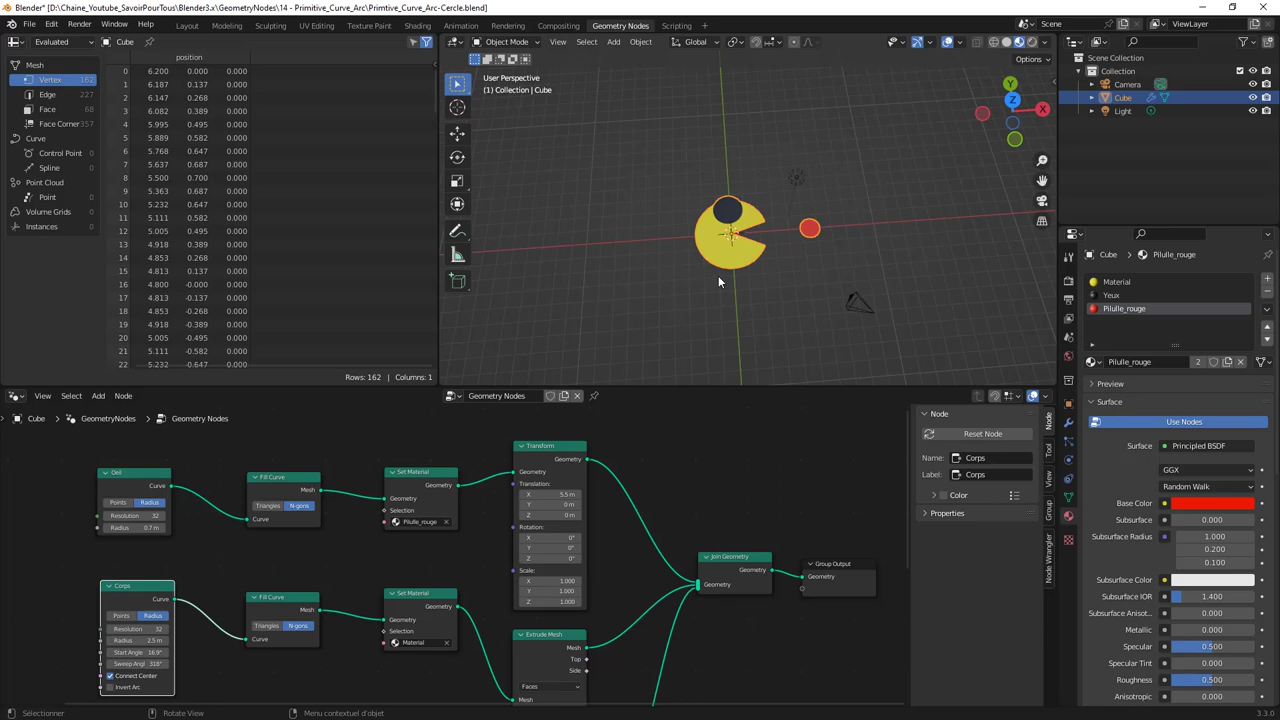 Blender* [D:\Chaine_Youtube_SavoirPourTous\Blender3.x\GeometryNodes\14 - Primitive_Curve_Arc\Primitive_Curve_Arc-Cercle.blend]
File Edit Render Window Help Layout Modeling Sculpting UV Editing Texture Paint Shading Animation Rendering Compositing Geometry Nodes Scripting Scene ViewLayer
Evaluated Cube
Object Mode View Select Add Object Global
Options
position
Mesh
Vertex 162
Edge 227
Face 68
Face Corner 357
Curve
Control Point 0
Spline 0
Point Cloud
Point 0
Volume Grids 0
Instances 0
0 6.200 0.000 0.000
1 6.187 0.137 0.000
2 6.147 0.268 0.000
3 6.082 0.389 0.000
4 5.995 0.495 0.000
5 5.889 0.582 0.000
6 5.768 0.647 0.000
7 5.637 0.687 0.000
8 5.500 0.700 0.000
9 5.363 0.687 0.000
10 5.232 0.647 0.000
11 5.111 0.582 0.000
12 5.005 0.495 0.000
13 4.918 0.389 0.000
14 4.853 0.268 0.000
15 4.813 0.137 0.000
16 4.800 -0.000 0.000
17 4.813 -0.137 0.000
18 4.853 -0.268 0.000
19 4.918 -0.389 0.000
20 5.005 -0.495 0.000
21 5.111 -0.582 0.000
22 5.232 -0.647 0.000
Rows: 162 | Columns: 1
User Perspective
(1) Collection | Cube
Y
Z
X
Scene Collection
Collection
Camera
Cube
Light
Cube Pilulle_rouge
Material
Yeux
Pilulle_rouge
Pilulle_rouge 2
Preview
Surface
Use Nodes
Surface Principled BSDF
GGX
Random Walk
Base Color
Subsurface 0.000
Subsurface Radius 1.000
0.200
0.100
Subsurface Color
Subsurface IOR 1.400
Subsurface Anisot... 0.000
Metallic 0.000
Specular 0.500
Specular Tint 0.000
Roughness 0.500
Anisotropic 0.000
View Select Add Node Geometry Nodes
Cube GeometryNodes Geometry Nodes
Oeil
Curve
Points Radius
Resolution 32
Radius 0.7 m
Fill Curve
Mesh
Triangles N-gons
Curve
Set Material
Geometry
Geometry
Selection
Pilulle_rouge
Transform
Geometry
Geometry
Translation:
X 5.5 m
Y 0 m
Z 0 m
Rotation:
X 0°
Y 0°
Z 0°
Scale:
X 1.000
Y 1.000
Z 1.000
Join Geometry
Geometry
Geometry
Group Output
Geometry
Corps
Curve
Points Radius
Resolution 32
Radius 2.5 m
Start Angle 16.9°
Sweep Angl 318°
Connect Center
Invert Arc
Fill Curve
Mesh
Triangles N-gons
Curve
Set Material
Geometry
Geometry
Selection
Material
Extrude Mesh
Mesh
Top
Side
Faces
Mesh
Node
Reset Node
Name: Corps
Label: Corps
Color
Properties
Node
Tool
View
Group
Node Wrangler
Sélectionner Rotate View Menu contextuel d'objet 3.3.0